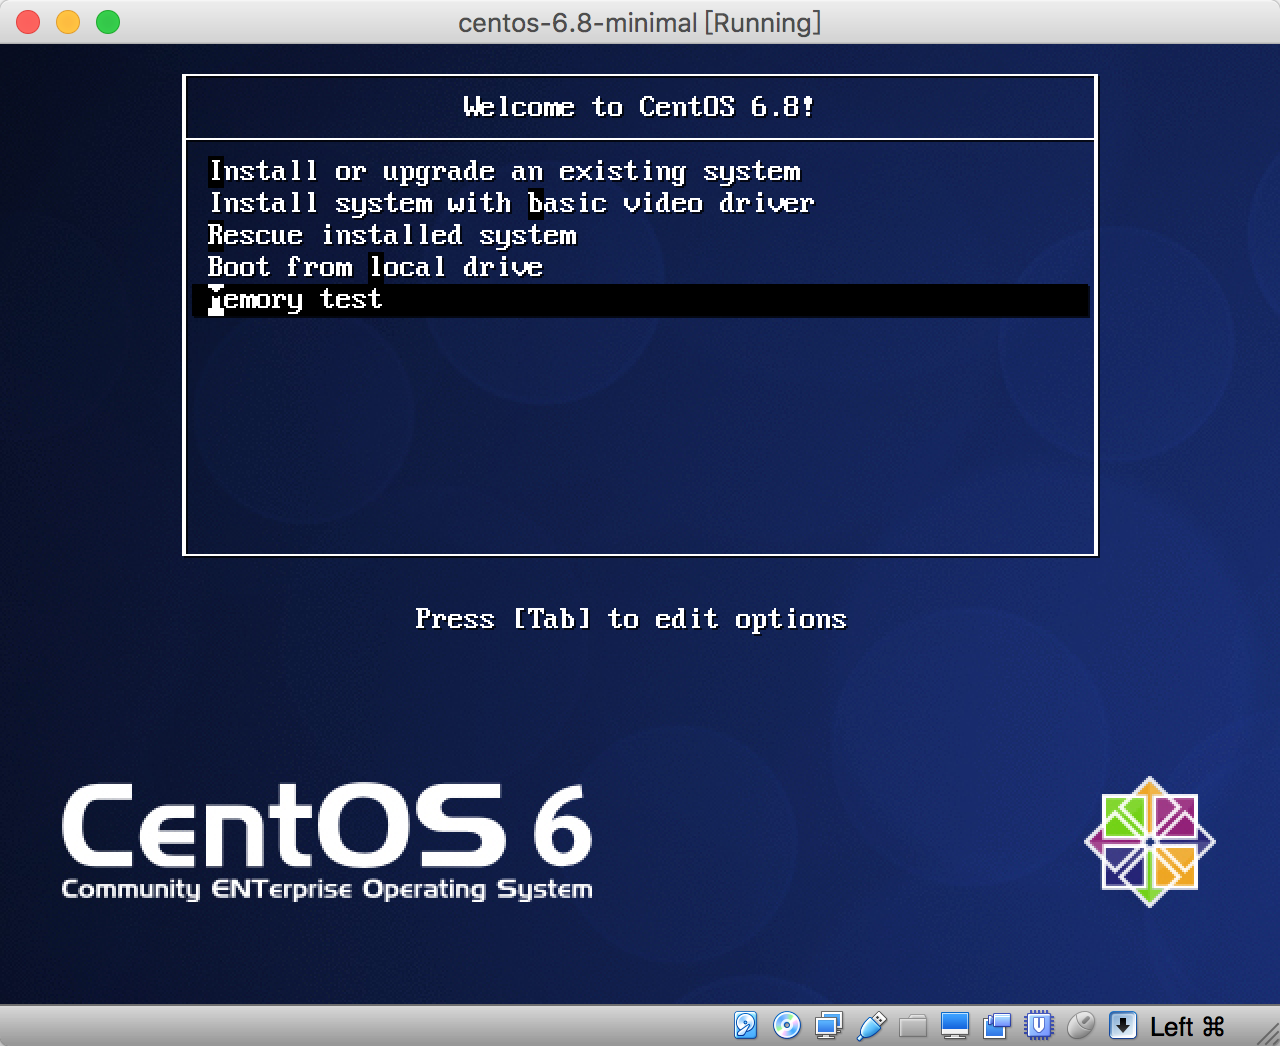 centos-6.8-minimal [Running]
Welcome to CentOS 6.8!
Install or upgrade an existing system
Install system with basic video driver
Rescue installed system
Boot from local drive
Memory test
Press [Tab] to edit options
CentOS 6
Community ENTerprise Operating System
Left ⌘